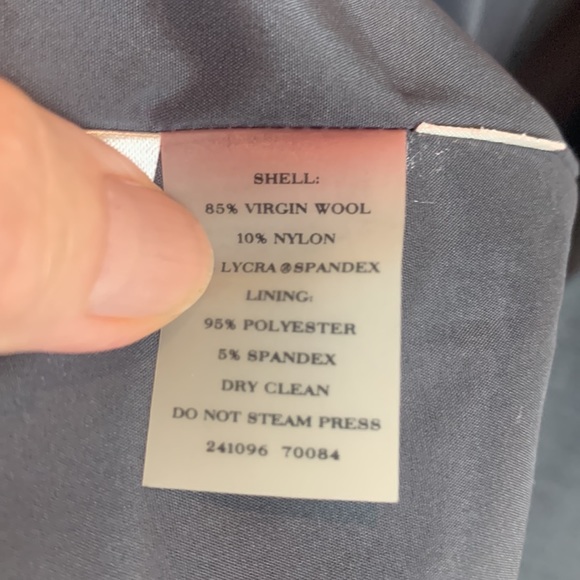 SHELL:
85% VIRGIN WOOL
10% NYLON
LYCRA®SPANDEX
LINING:
95% POLYESTER
5% SPANDEX
DRY CLEAN
DO NOT STEAM PRESS
241096 70084